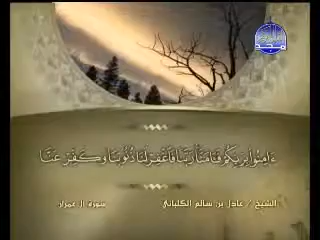 ءَامِنُوا۟ بِرَبِّكُمْ فَـَٔامَنَّا رَبَّنَا فَٱغْفِرْ لَنَا ذُنُوبَنَا وَكَفِّرْ عَنَّا
الشيخ / عادل بن سالم الكلباني
سورة آل عمران